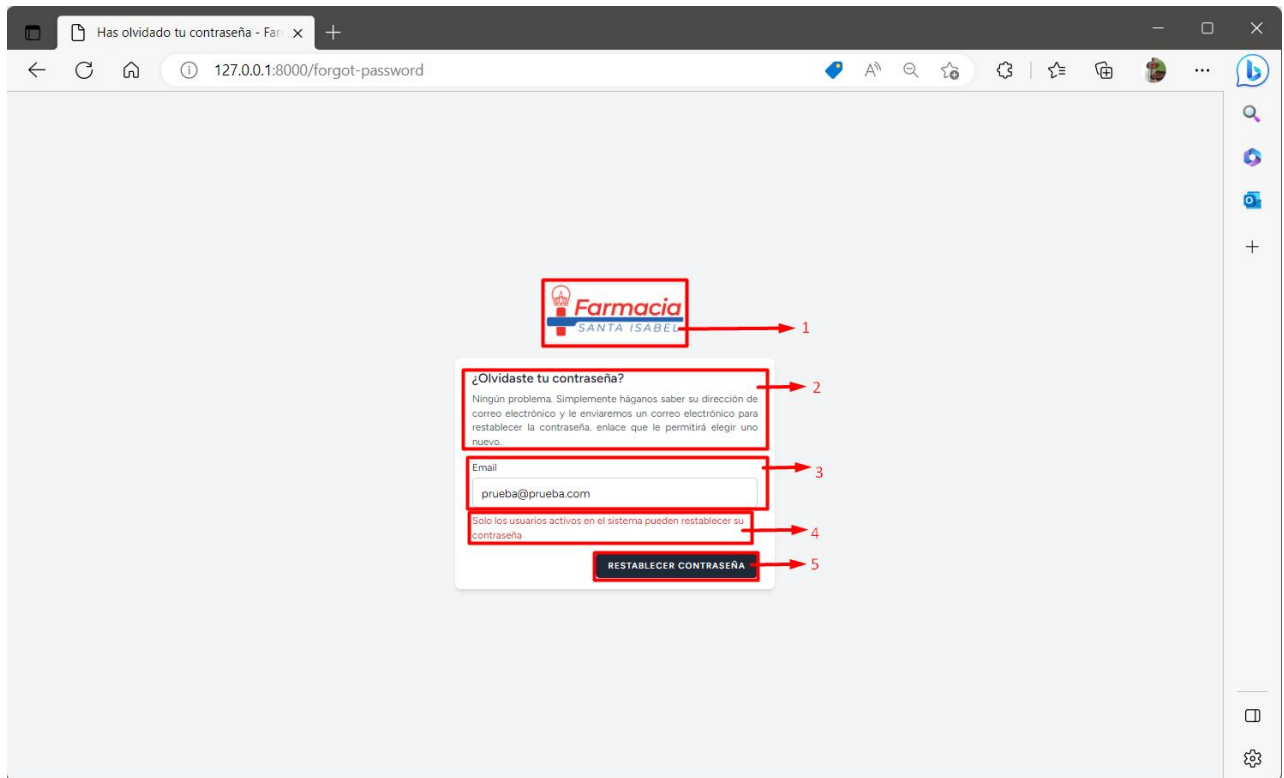 Has olvidado tu contraseña - Far
127.0.0.1:8000/forgot-password
Farmacia
SANTA ISABEL
1
¿Olvidaste tu contraseña?
2
Ningún problema. Simplemente háganos saber su dirección de
correo electrónico y le enviaremos un correo electrónico para
restablecer la contraseña. enlace que le permitirá elegir uno
nuevo.
Email
3
prueba@prueba.com
Solo los usuarios activos en el sistema pueden restablecer su
contraseña
4
RESTABLECER CONTRASEÑA
5